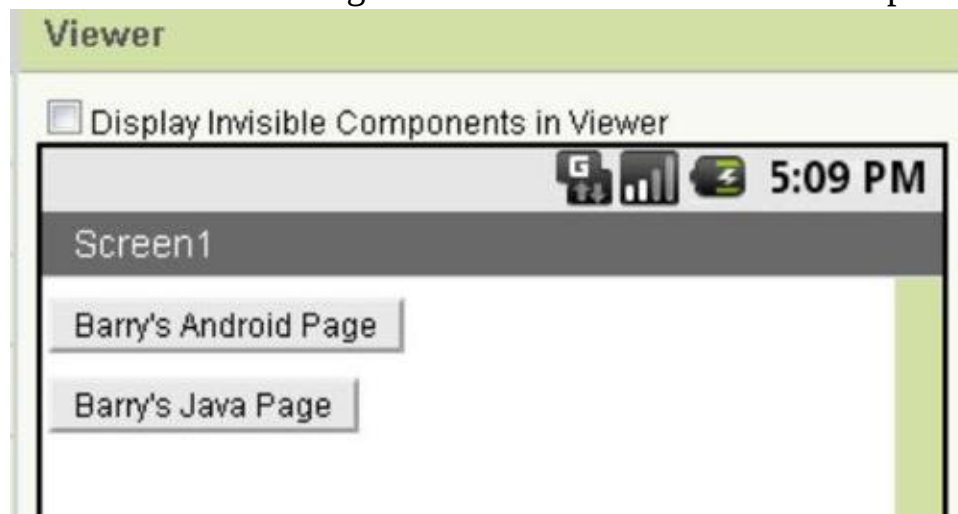 Viewer
Display Invisible Components in Viewer
G 5:09 PM
Screen1
Barry's Android Page
Barry's Java Page